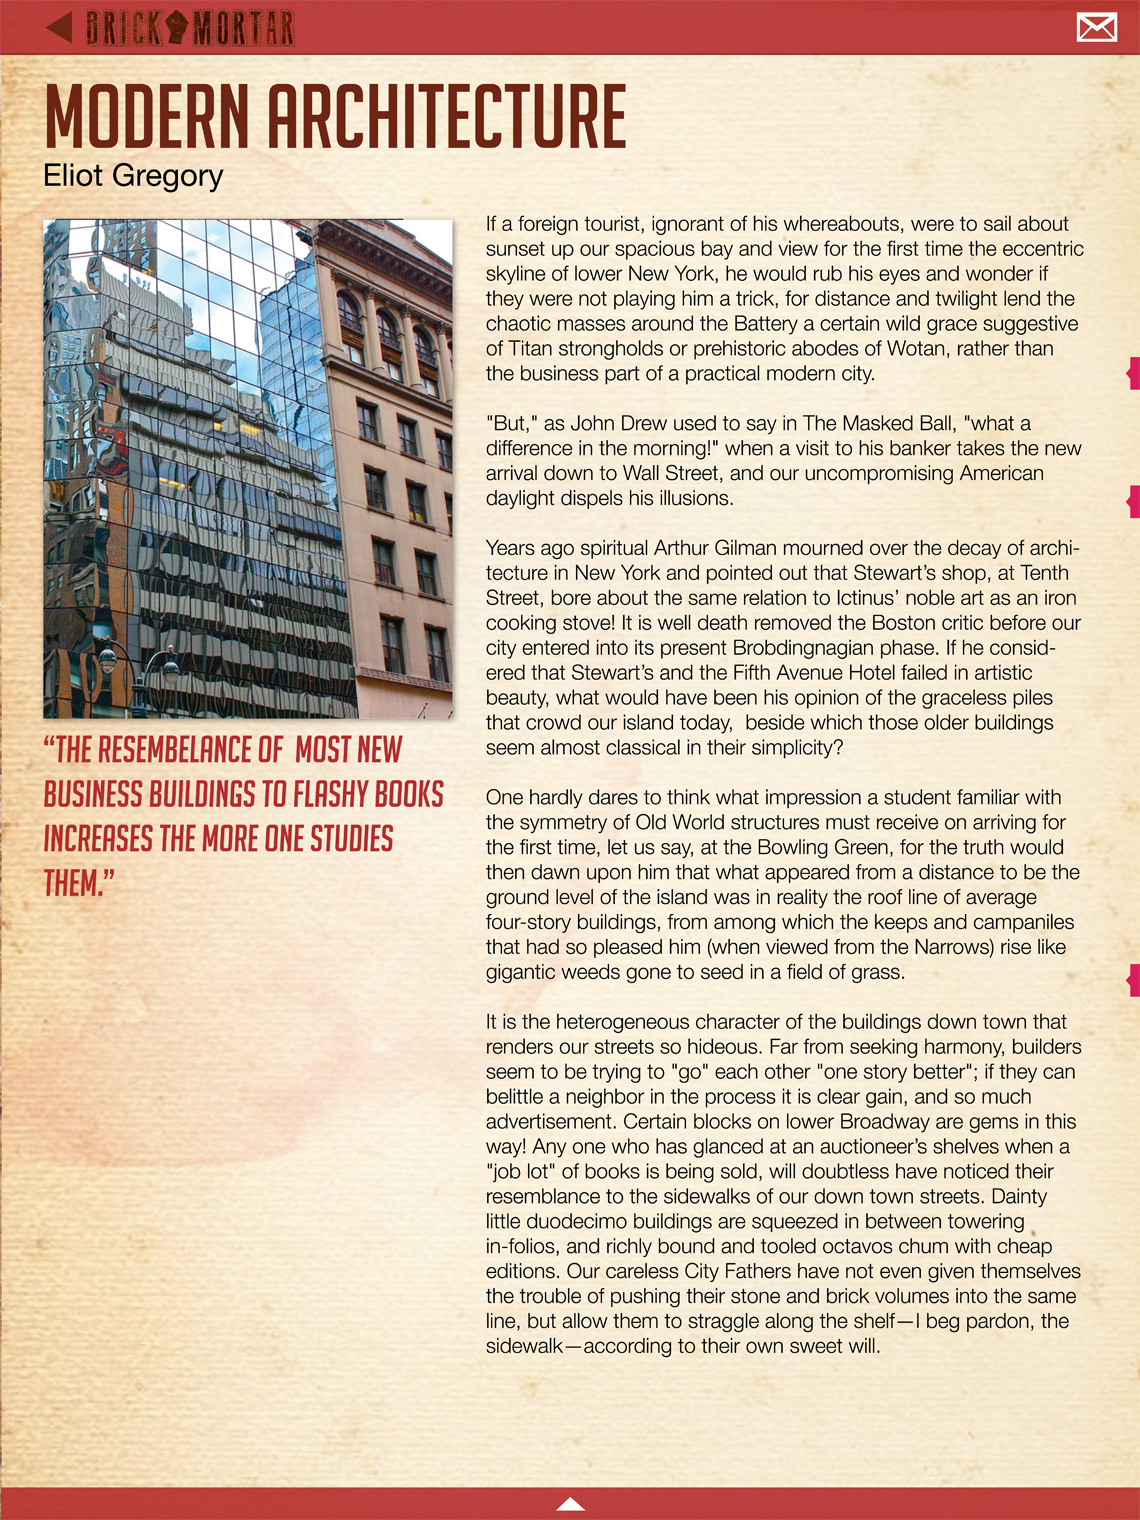 BRICK MORTAR
MODERN ARCHITECTURE
Eliot Gregory
“THE RESEMBELANCE OF  MOST NEW
BUSINESS BUILDINGS TO FLASHY BOOKS
INCREASES THE MORE ONE STUDIES
THEM.”
If a foreign tourist, ignorant of his whereabouts, were to sail about
sunset up our spacious bay and view for the first time the eccentric
skyline of lower New York, he would rub his eyes and wonder if
they were not playing him a trick, for distance and twilight lend the
chaotic masses around the Battery a certain wild grace suggestive
of Titan strongholds or prehistoric abodes of Wotan, rather than
the business part of a practical modern city.
"But," as John Drew used to say in The Masked Ball, "what a
difference in the morning!" when a visit to his banker takes the new
arrival down to Wall Street, and our uncompromising American
daylight dispels his illusions.
Years ago spiritual Arthur Gilman mourned over the decay of archi-
tecture in New York and pointed out that Stewart’s shop, at Tenth
Street, bore about the same relation to Ictinus’ noble art as an iron
cooking stove! It is well death removed the Boston critic before our
city entered into its present Brobdingnagian phase. If he consid-
ered that Stewart’s and the Fifth Avenue Hotel failed in artistic
beauty, what would have been his opinion of the graceless piles
that crowd our island today,  beside which those older buildings
seem almost classical in their simplicity?
One hardly dares to think what impression a student familiar with
the symmetry of Old World structures must receive on arriving for
the first time, let us say, at the Bowling Green, for the truth would
then dawn upon him that what appeared from a distance to be the
ground level of the island was in reality the roof line of average
four-story buildings, from among which the keeps and campaniles
that had so pleased him (when viewed from the Narrows) rise like
gigantic weeds gone to seed in a field of grass.
It is the heterogeneous character of the buildings down town that
renders our streets so hideous. Far from seeking harmony, builders
seem to be trying to "go" each other "one story better"; if they can
belittle a neighbor in the process it is clear gain, and so much
advertisement. Certain blocks on lower Broadway are gems in this
way! Any one who has glanced at an auctioneer’s shelves when a
"job lot" of books is being sold, will doubtless have noticed their
resemblance to the sidewalks of our down town streets. Dainty
little duodecimo buildings are squeezed in between towering
in-folios, and richly bound and tooled octavos chum with cheap
editions. Our careless City Fathers have not even given themselves
the trouble of pushing their stone and brick volumes into the same
line, but allow them to straggle along the shelf—I beg pardon, the
sidewalk—according to their own sweet will.